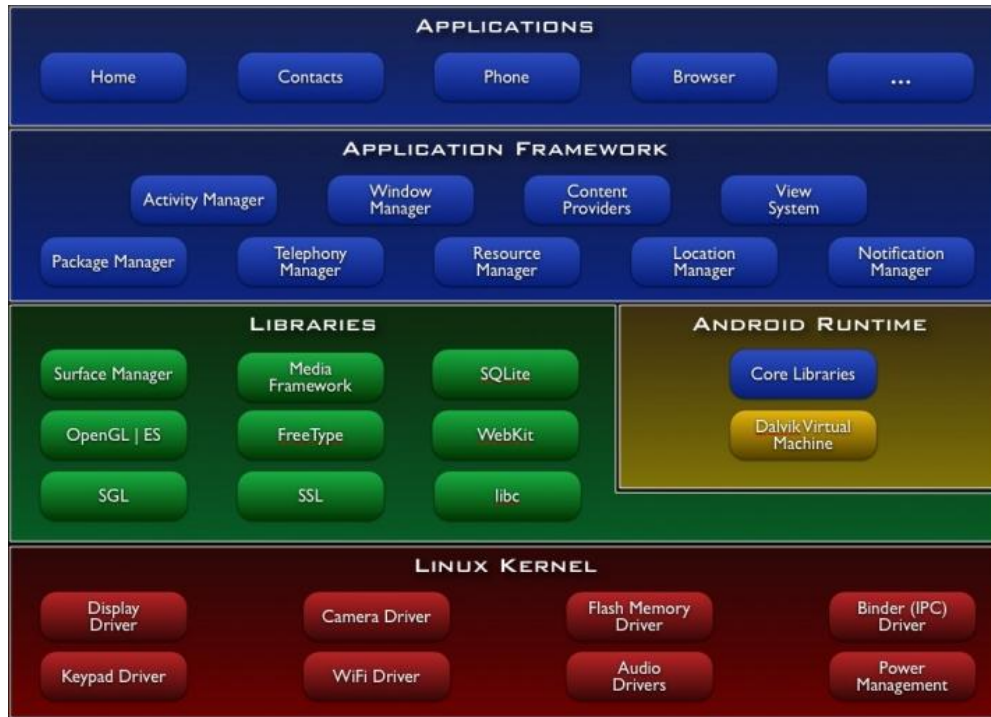 APPLICATIONS
Home
Contacts
Phone
Browser
...
APPLICATION FRAMEWORK
Activity Manager
Window
Manager
Content
Providers
View
System
Package Manager
Telephony
Manager
Resource
Manager
Location
Manager
Notification
Manager
LIBRARIES
Surface Manager
Media
Framework
SQLite
OpenGL | ES
FreeType
WebKit
SGL
SSL
libc
ANDROID RUNTIME
Core Libraries
Dalvik Virtual
Machine
LINUX KERNEL
Display
Driver
Camera Driver
Flash Memory
Driver
Binder (IPC)
Driver
Keypad Driver
WiFi Driver
Audio
Drivers
Power
Management